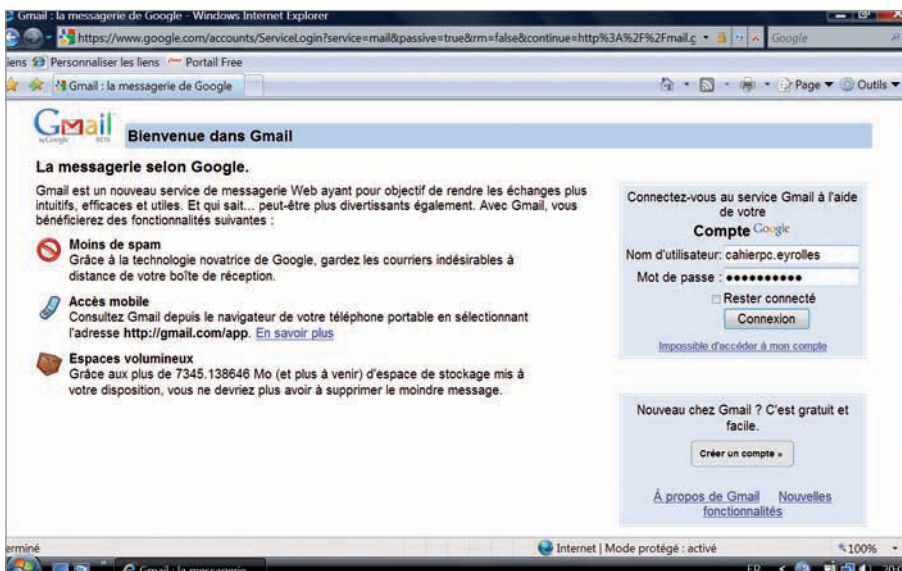 Gmail : la messagerie de Google - Windows Internet Explorer
https://www.google.com/accounts/ServiceLogin?service=mail&passive=true&rm=false&continue=http%3A%2F%2Fmail.g
Google
iens Personnaliser les liens Portail Free
Gmail : la messagerie de Google
Page Outils
Gmail
by Google BETA
Bienvenue dans Gmail
La messagerie selon Google.
Gmail est un nouveau service de messagerie Web ayant pour objectif de rendre les échanges plus
intuitifs, efficaces et utiles. Et qui sait... peut-être plus divertissants également. Avec Gmail, vous
bénéficierez des fonctionnalités suivantes :
Moins de spam
Grâce à la technologie novatrice de Google, gardez les courriers indésirables à
distance de votre boîte de réception.
Accès mobile
Consultez Gmail depuis le navigateur de votre téléphone portable en sélectionnant
l'adresse http://gmail.com/app. En savoir plus
Espaces volumineux
Grâce aux plus de 7345.138646 Mo (et plus à venir) d'espace de stockage mis à
votre disposition, vous ne devriez plus avoir à supprimer le moindre message.
Connectez-vous au service Gmail à l'aide
de votre
Compte Google
Nom d'utilisateur: cahierpc.eyrolles
Mot de passe : ••••••••••
Rester connecté
Connexion
Impossible d'accéder à mon compte
Nouveau chez Gmail ? C'est gratuit et
facile.
Créer un compte »
À propos de Gmail Nouvelles
fonctionnalités
erminé
Internet | Mode protégé : activé
100%
Gmail : la messagerie
FR